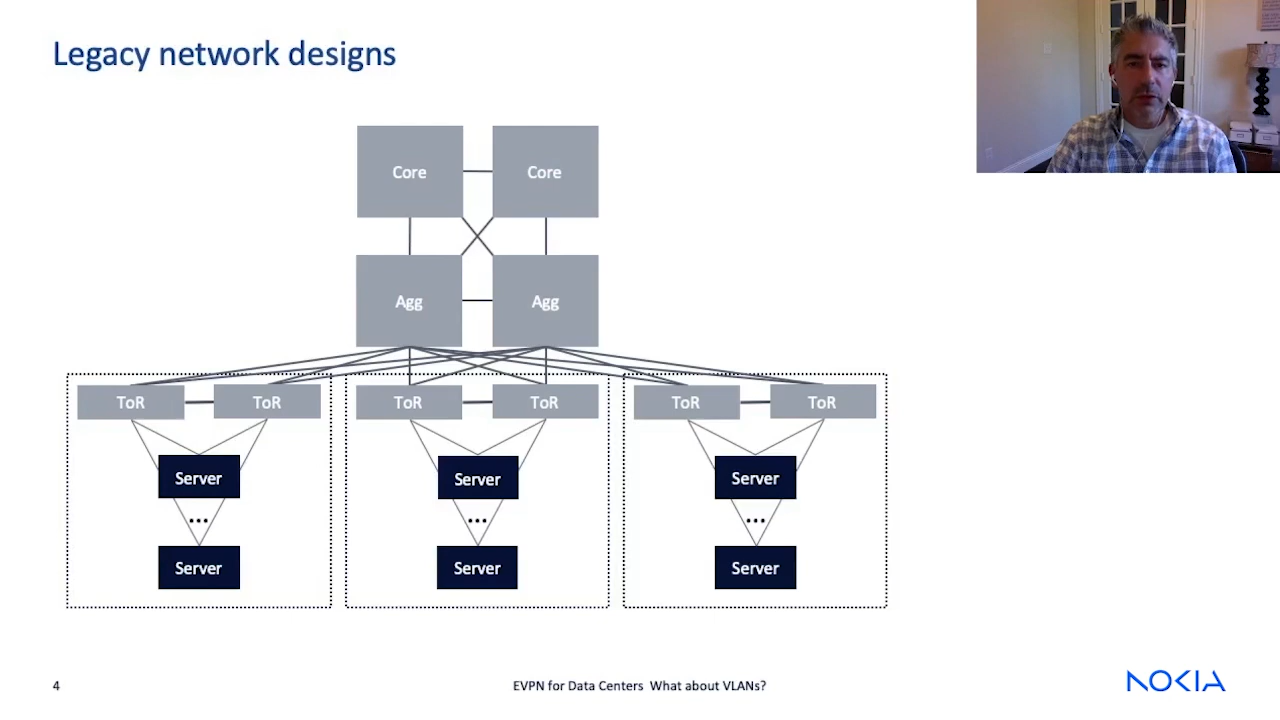 Legacy network designs
Core Core
Agg Agg
ToR ToR ToR ToR ToR ToR
Server Server Server
... ... ...
Server Server Server
4 EVPN for Data Centers What about VLANs? NOKIA